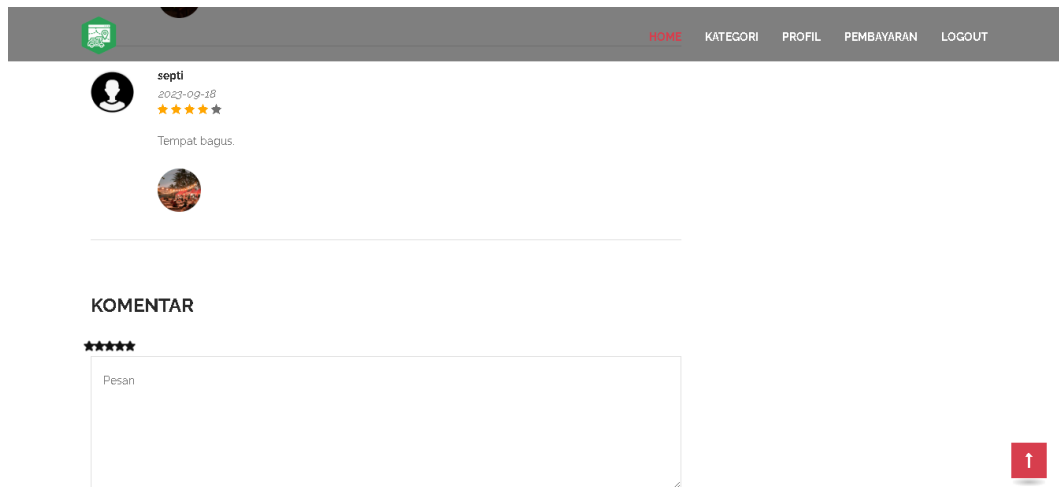 HOME KATEGORI PROFIL PEMBAYARAN LOGOUT
septi
2023-09-18
Tempat bagus.
KOMENTAR
Pesan